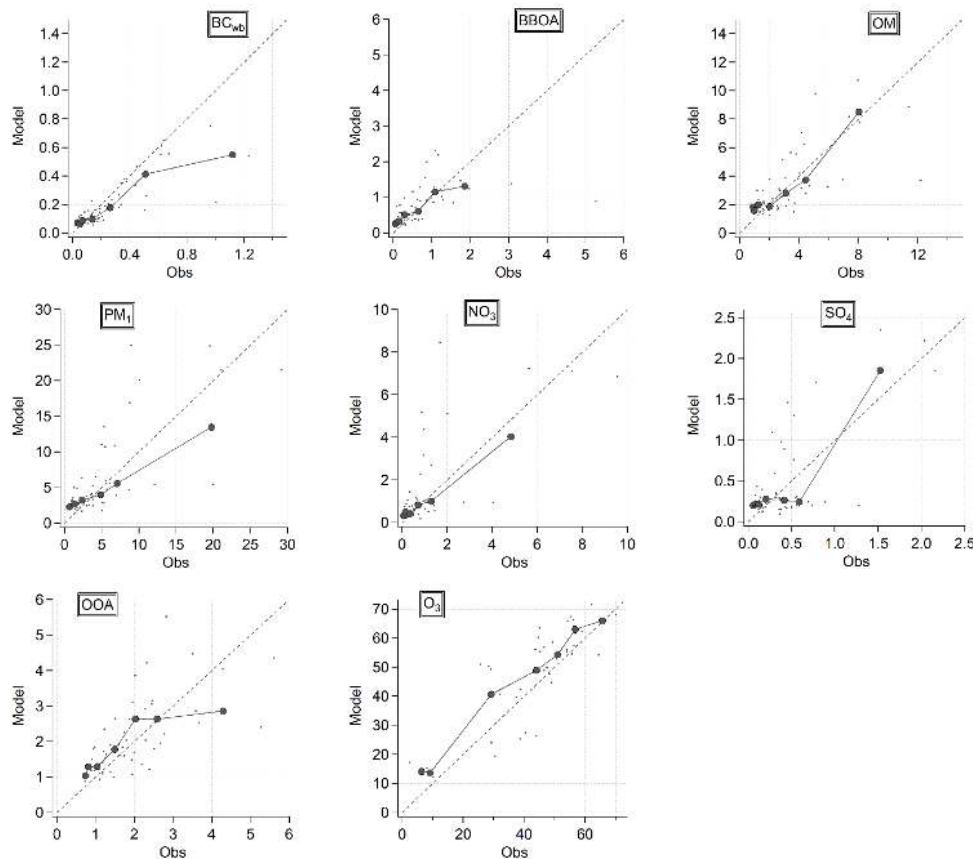 BCwb
1.4
1.2
1.0
0.8
0.6
0.4
0.2
0.0
Model
0.0 0.4 0.8 1.2
Obs
BBOA
6
5
4
3
2
1
0
Model
0 1 2 3 4 5 6
Obs
OM
14
12
10
8
6
4
2
0
Model
0 4 8 12
Obs
PM1
30
25
20
15
10
5
0
Model
0 5 10 15 20 25 30
Obs
NO3
10
8
6
4
2
0
Model
0 2 4 6 8 10
Obs
SO4
2.5
2.0
1.5
1.0
0.5
0.0
Model
0.0 0.5 1.0 1.5 2.0 2.5
Obs
OOA
6
5
4
3
2
1
0
Model
0 1 2 3 4 5 6
Obs
O3
70
60
50
40
30
20
10
0
Model
0 20 40 60
Obs